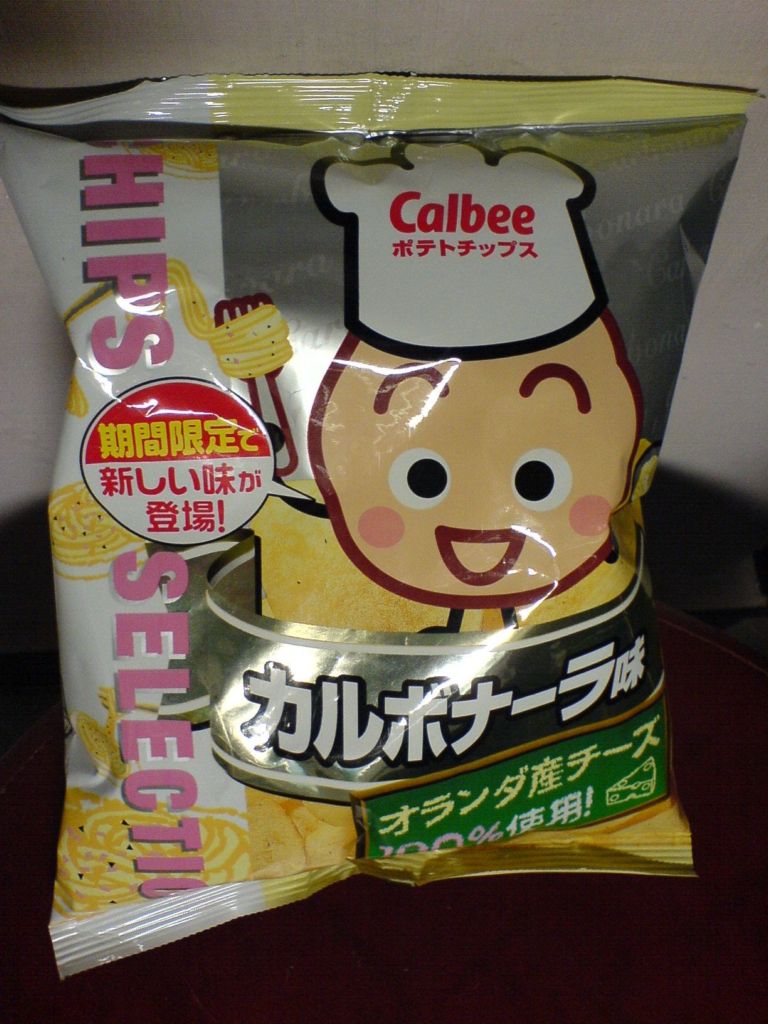 HIPS SELECTIO
Calbee
ポテトチップス
期間限定で
新しい味が
登場!
カルボナーラ味
オランダ産チーズ
100%使用!